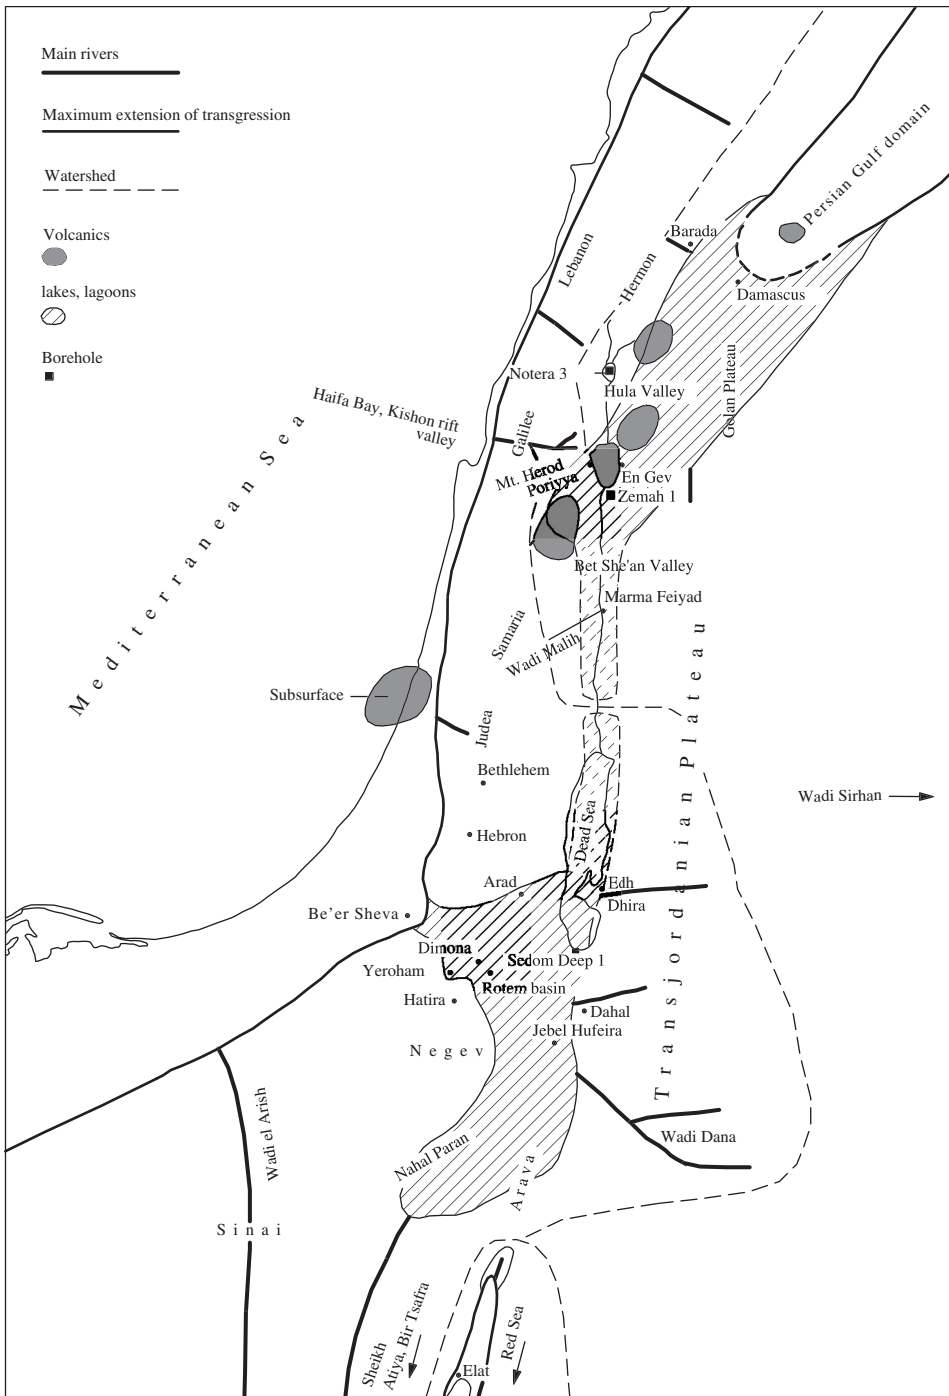 Main rivers
Maximum extension of transgression
Watershed
Volcanics
lakes, lagoons
Borehole
Persian Gulf domain
Barada
Lebanon
Hermon
Damascus
Notera 3
Hula Valley
Golan Plateau
Haifa Bay, Kishon rift
valley
Galilee
Mediterranean Sea
Mt. Herod
Poriyya
En Gev
Zemah 1
Bet She'an Valley
Marma Feiyad
Samaria
Wadi Malih
Subsurface
Judea
Transjordanian Plateau
Bethlehem
Wadi Sirhan
Hebron
Dead Sea
Arad
Edh
Dhira
Be'er Sheva
Dimona
Sedom Deep 1
Yeroham
Rotem basin
Hatira
Dahal
Jebel Hufeira
Negev
Wadi el Arish
Wadi Dana
Nahal Paran
Arava
Sinai
Sheikh
Atiya, Bir Tsafra
Red Sea
Elat